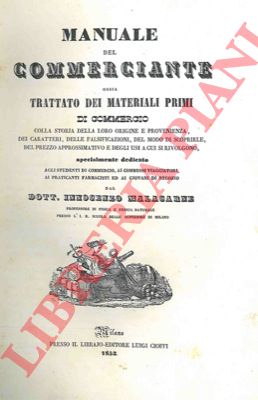 MANUALE
DEL
COMMERCIANTE
OSSIA
TRATTATO DEI MATERIALI PRIMI
DI COMMERCIO
COLLA STORIA DELLA LORO ORIGINE E PROVENIENZA,
DEI CARATTERI, DELLE FALSIFICAZIONI, DEL MODO DI SCOPRIRLE,
DEL PREZZO APPROSSIMATIVO E DEGLI USI A CUI SI RIVOLGONO,
specialmente dedicato
AGLI STUDENTI DI COMMERCIO, AI COMMESSI VIAGGIATORI,
AI PRATICANTI FARMACISTI ED AI GIOVANI DI NEGOZIO
DAL
DOTT. INNOCENZO MALACARNE
PROFESSORE DI FISICA E STORIA NATURALE
PRESSO L' I. R. SCUOLA REALE SUPERIORE DI MILANO
Milano
PRESSO IL LIBRAJO-EDITORE LUIGI CIOFFI
LIBRERIA PIANI
LIBRERIA PIANI